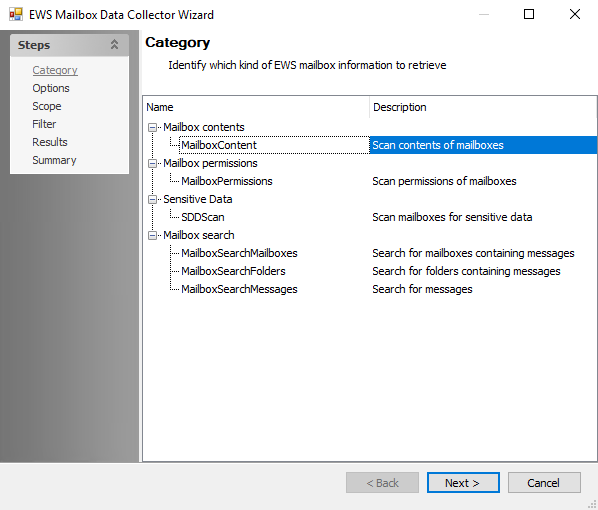 EWS Mailbox Data Collector Wizard
Steps
Category
Options
Scope
Filter
Results
Summary
Category
Identify which kind of EWS mailbox information to retrieve
Name Description
Mailbox contents
MailboxContent Scan contents of mailboxes
Mailbox permissions
MailboxPermissions Scan permissions of mailboxes
Sensitive Data
SDDScan Scan mailboxes for sensitive data
Mailbox search
MailboxSearchMailboxes Search for mailboxes containing messages
MailboxSearchFolders Search for folders containing messages
MailboxSearchMessages Search for messages
< Back Next > Cancel